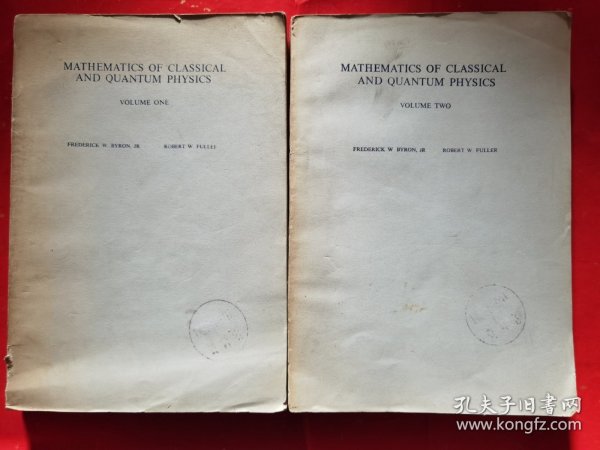 MATHEMATICS OF CLASSICAL
AND QUANTUM PHYSICS
VOLUME ONE
FREDERICK W. BYRON, JR
ROBERT W. FULLER
MATHEMATICS OF CLASSICAL
AND QUANTUM PHYSICS
VOLUME TWO
FREDERICK W. BYRON, JR
ROBERT W. FULLER
孔夫子旧书网
www.kongfz.com